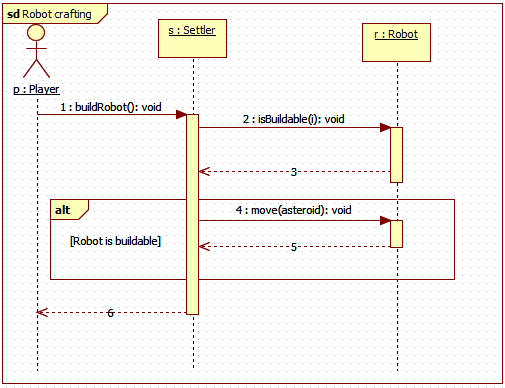 sd Robot crafting
s : Settler
r : Robot
p : Player
1 : buildRobot(): void
2 : isBuildable(i): void
3
alt
4 : move(asteroid): void
[Robot is buildable]
5
6